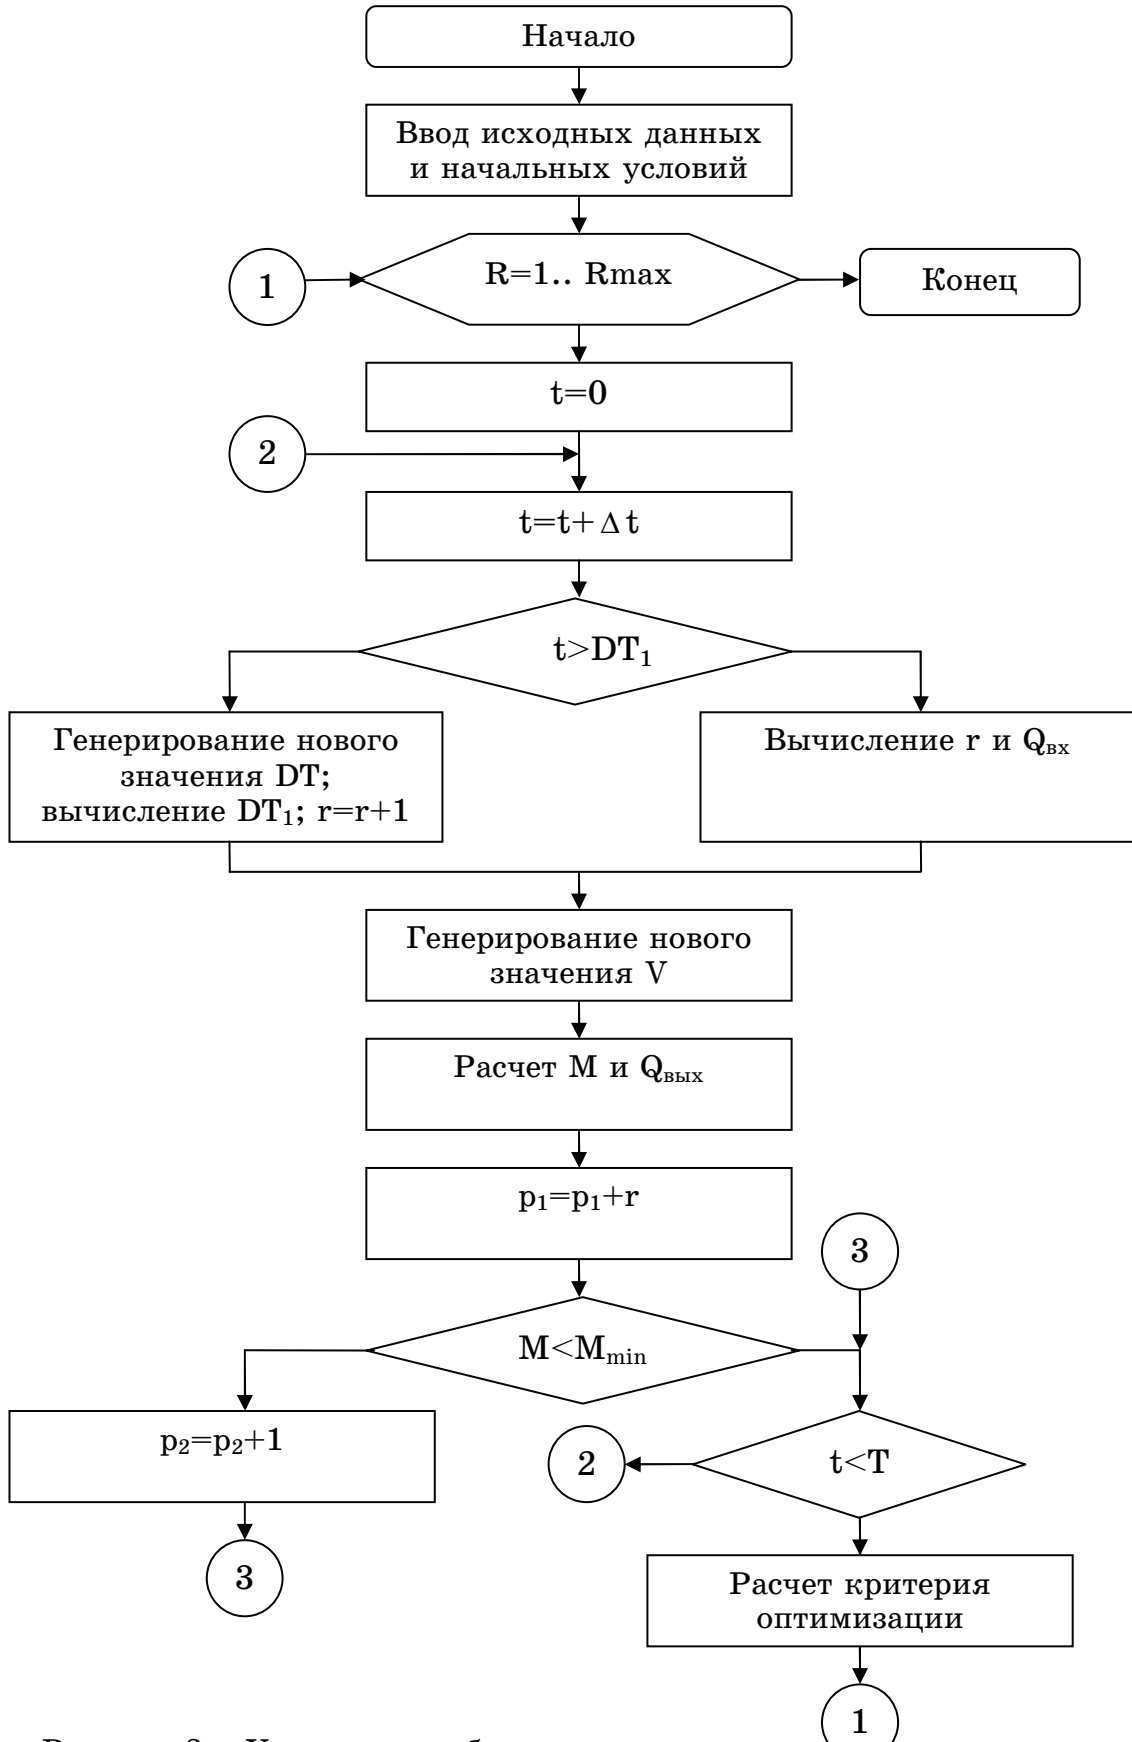 Начало
Ввод исходных данных
и начальных условий
1
R=1.. Rmax
Конец
t=0
2
t=t+Δt
t>DT₁
Генерирование нового
значения DT;
вычисление DT₁; r=r+1
Вычисление r и Qвх
Генерирование нового
значения V
Расчет M и Qвых
p₁=p₁+r
3
M<Mmin
p₂=p₂+1
2
t<T
3
Расчет критерия
оптимизации
1